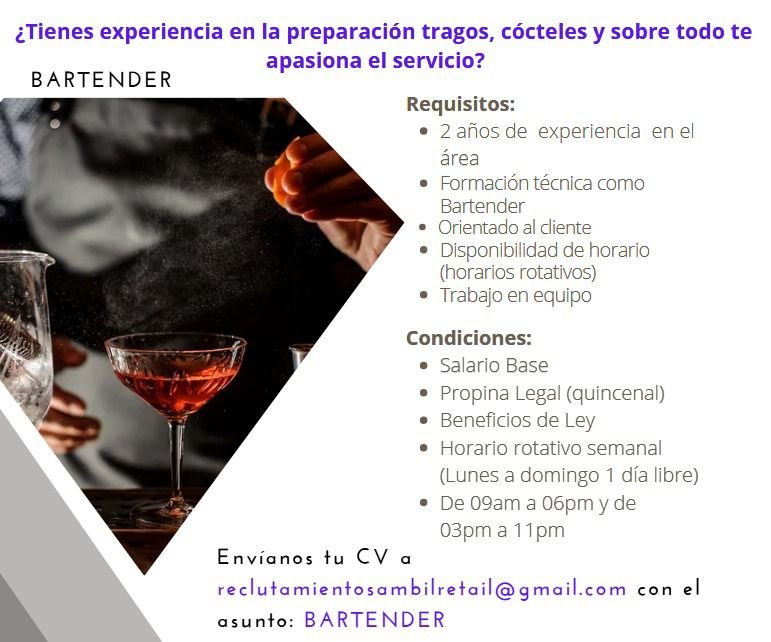 ¿Tienes experiencia en la preparación tragos, cócteles y sobre todo te
apasiona el servicio?
BARTENDER
Requisitos:
• 2 años de experiencia en el
área
• Formación técnica como
Bartender
• Orientado al cliente
• Disponibilidad de horario
(horarios rotativos)
• Trabajo en equipo
Condiciones:
• Salario Base
• Propina Legal (quincenal)
• Beneficios de Ley
• Horario rotativo semanal
(Lunes a domingo 1 día libre)
• De 09am a 06pm y de
03pm a 11pm
Envíanos tu CV a
reclutamientosambilretail@gmail.com con el
asunto: BARTENDER